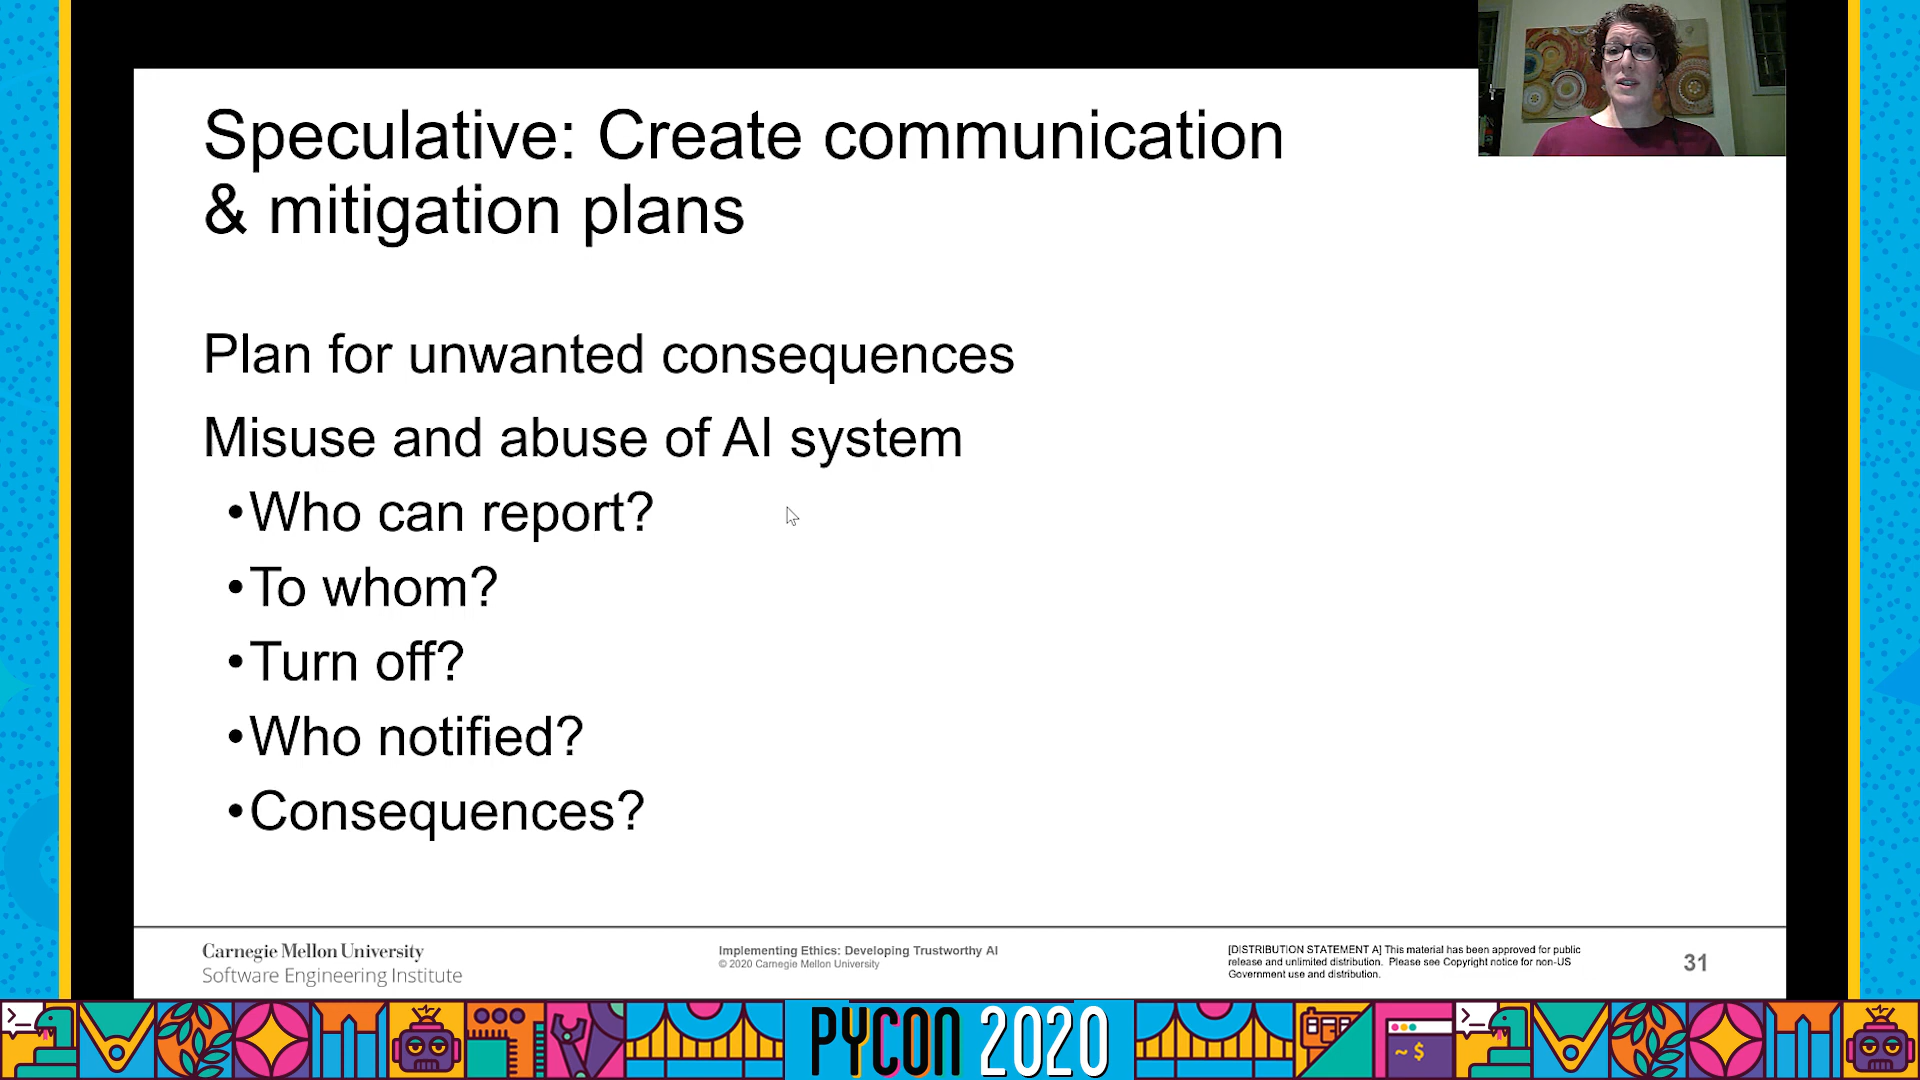 Speculative: Create communication
& mitigation plans
Plan for unwanted consequences
Misuse and abuse of AI system
•Who can report?
•To whom?
•Turn off?
•Who notified?
•Consequences?
Carnegie Mellon University
Software Engineering Institute
Implementing Ethics: Developing Trustworthy AI
© 2020 Carnegie Mellon University
[DISTRIBUTION STATEMENT A] This material has been approved for public
release and unlimited distribution. Please see Copyright notice for non-US
Government use and distribution.
31
PYCON 2020
~ $